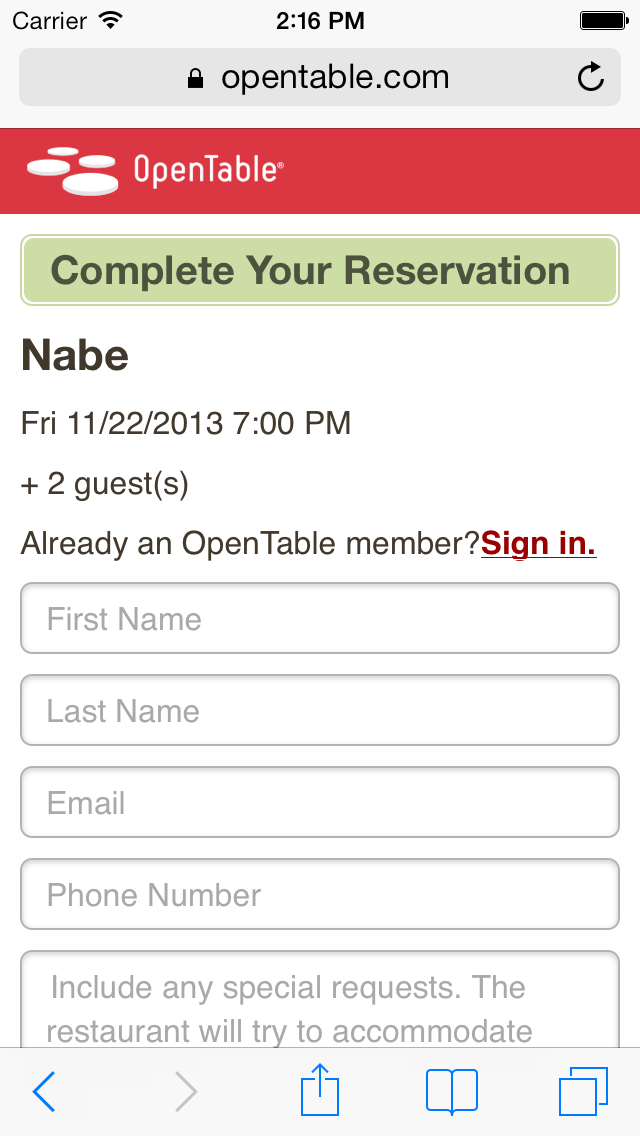 Carrier 2:16 PM
opentable.com
OpenTable®
Complete Your Reservation
Nabe
Fri 11/22/2013 7:00 PM
+ 2 guest(s)
Already an OpenTable member?Sign in.
First Name
Last Name
Email
Phone Number
Include any special requests. The
restaurant will try to accommodate